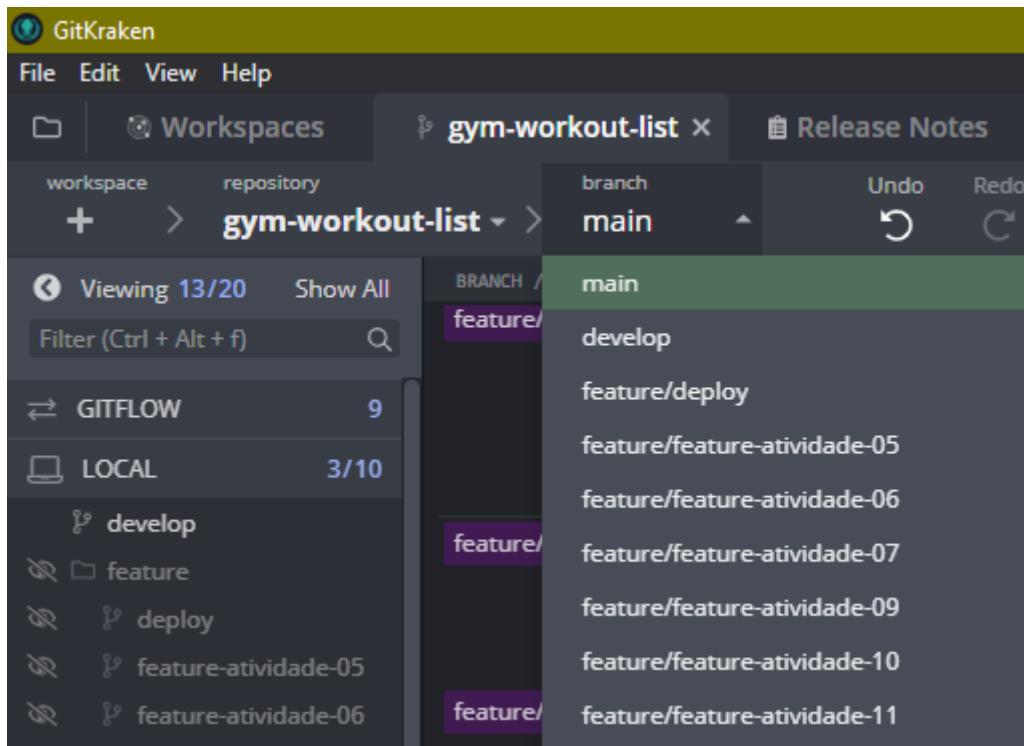 GitKraken
File Edit View Help
Workspaces gym-workout-list × Release Notes
workspace repository branch Undo Redo
+ gym-workout-list main
Viewing 13/20 Show All
BRANCH /
main
Filter (Ctrl + Alt + f)
feature/
develop
GITFLOW 9
feature/deploy
feature/feature-atividade-05
LOCAL 3/10
feature/feature-atividade-06
develop
feature/
feature/feature-atividade-07
feature
feature/feature-atividade-09
deploy
feature/feature-atividade-10
feature-atividade-05
feature/
feature/feature-atividade-11
feature-atividade-06